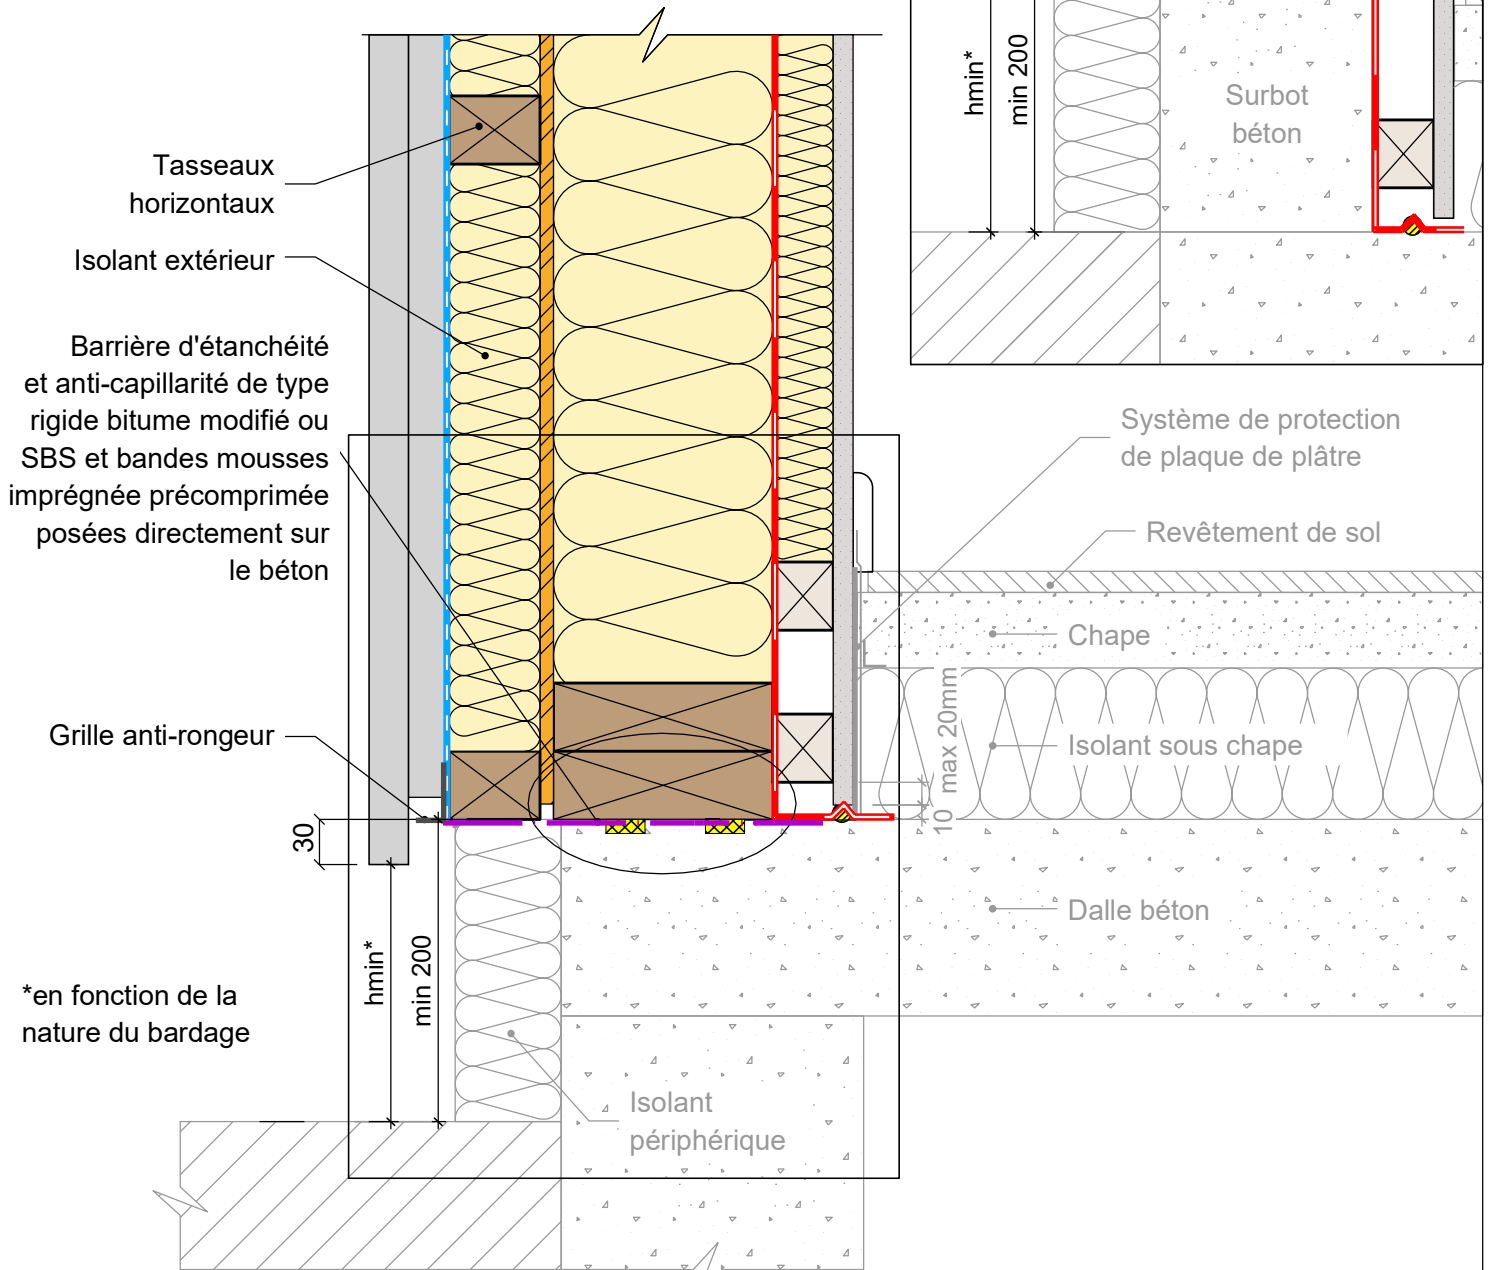 hmin*
min 200
Surbot
béton
Tasseaux
horizontaux
Isolant extérieur
Barrière d'étanchéité
et anti-capillarité de type
rigide bitume modifié ou
SBS et bandes mousses
imprégnée précomprimée
posées directement sur
le béton
Système de protection
de plaque de plâtre
Revêtement de sol
Chape
Isolant sous chape
max 20mm
10
Grille anti-rongeur
30
Dalle béton
hmin*
min 200
*en fonction de la
nature du bardage
Isolant
périphérique